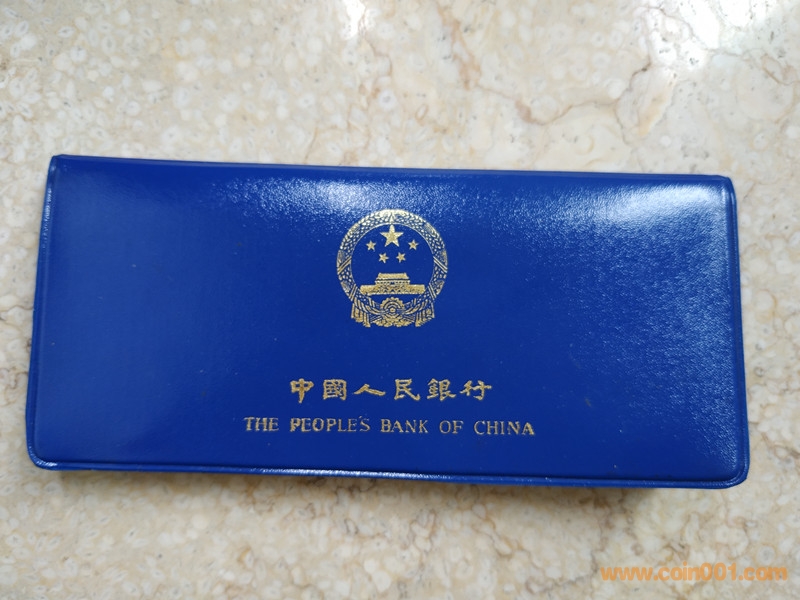 中國人民銀行
THE PEOPLE'S BANK OF CHINA
www.coin001.com